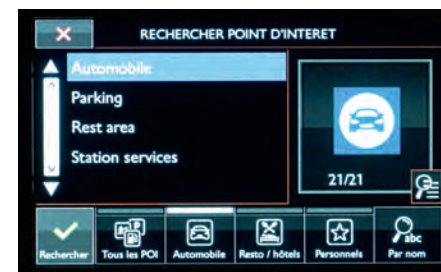 RECHERCHER POINT D'INTERET
Automobile
Parking
Rest area
Station services
21/21
Rechercher
Tous les POI
Automobile
Resto / hôtels
Personnels
abc
Par nom